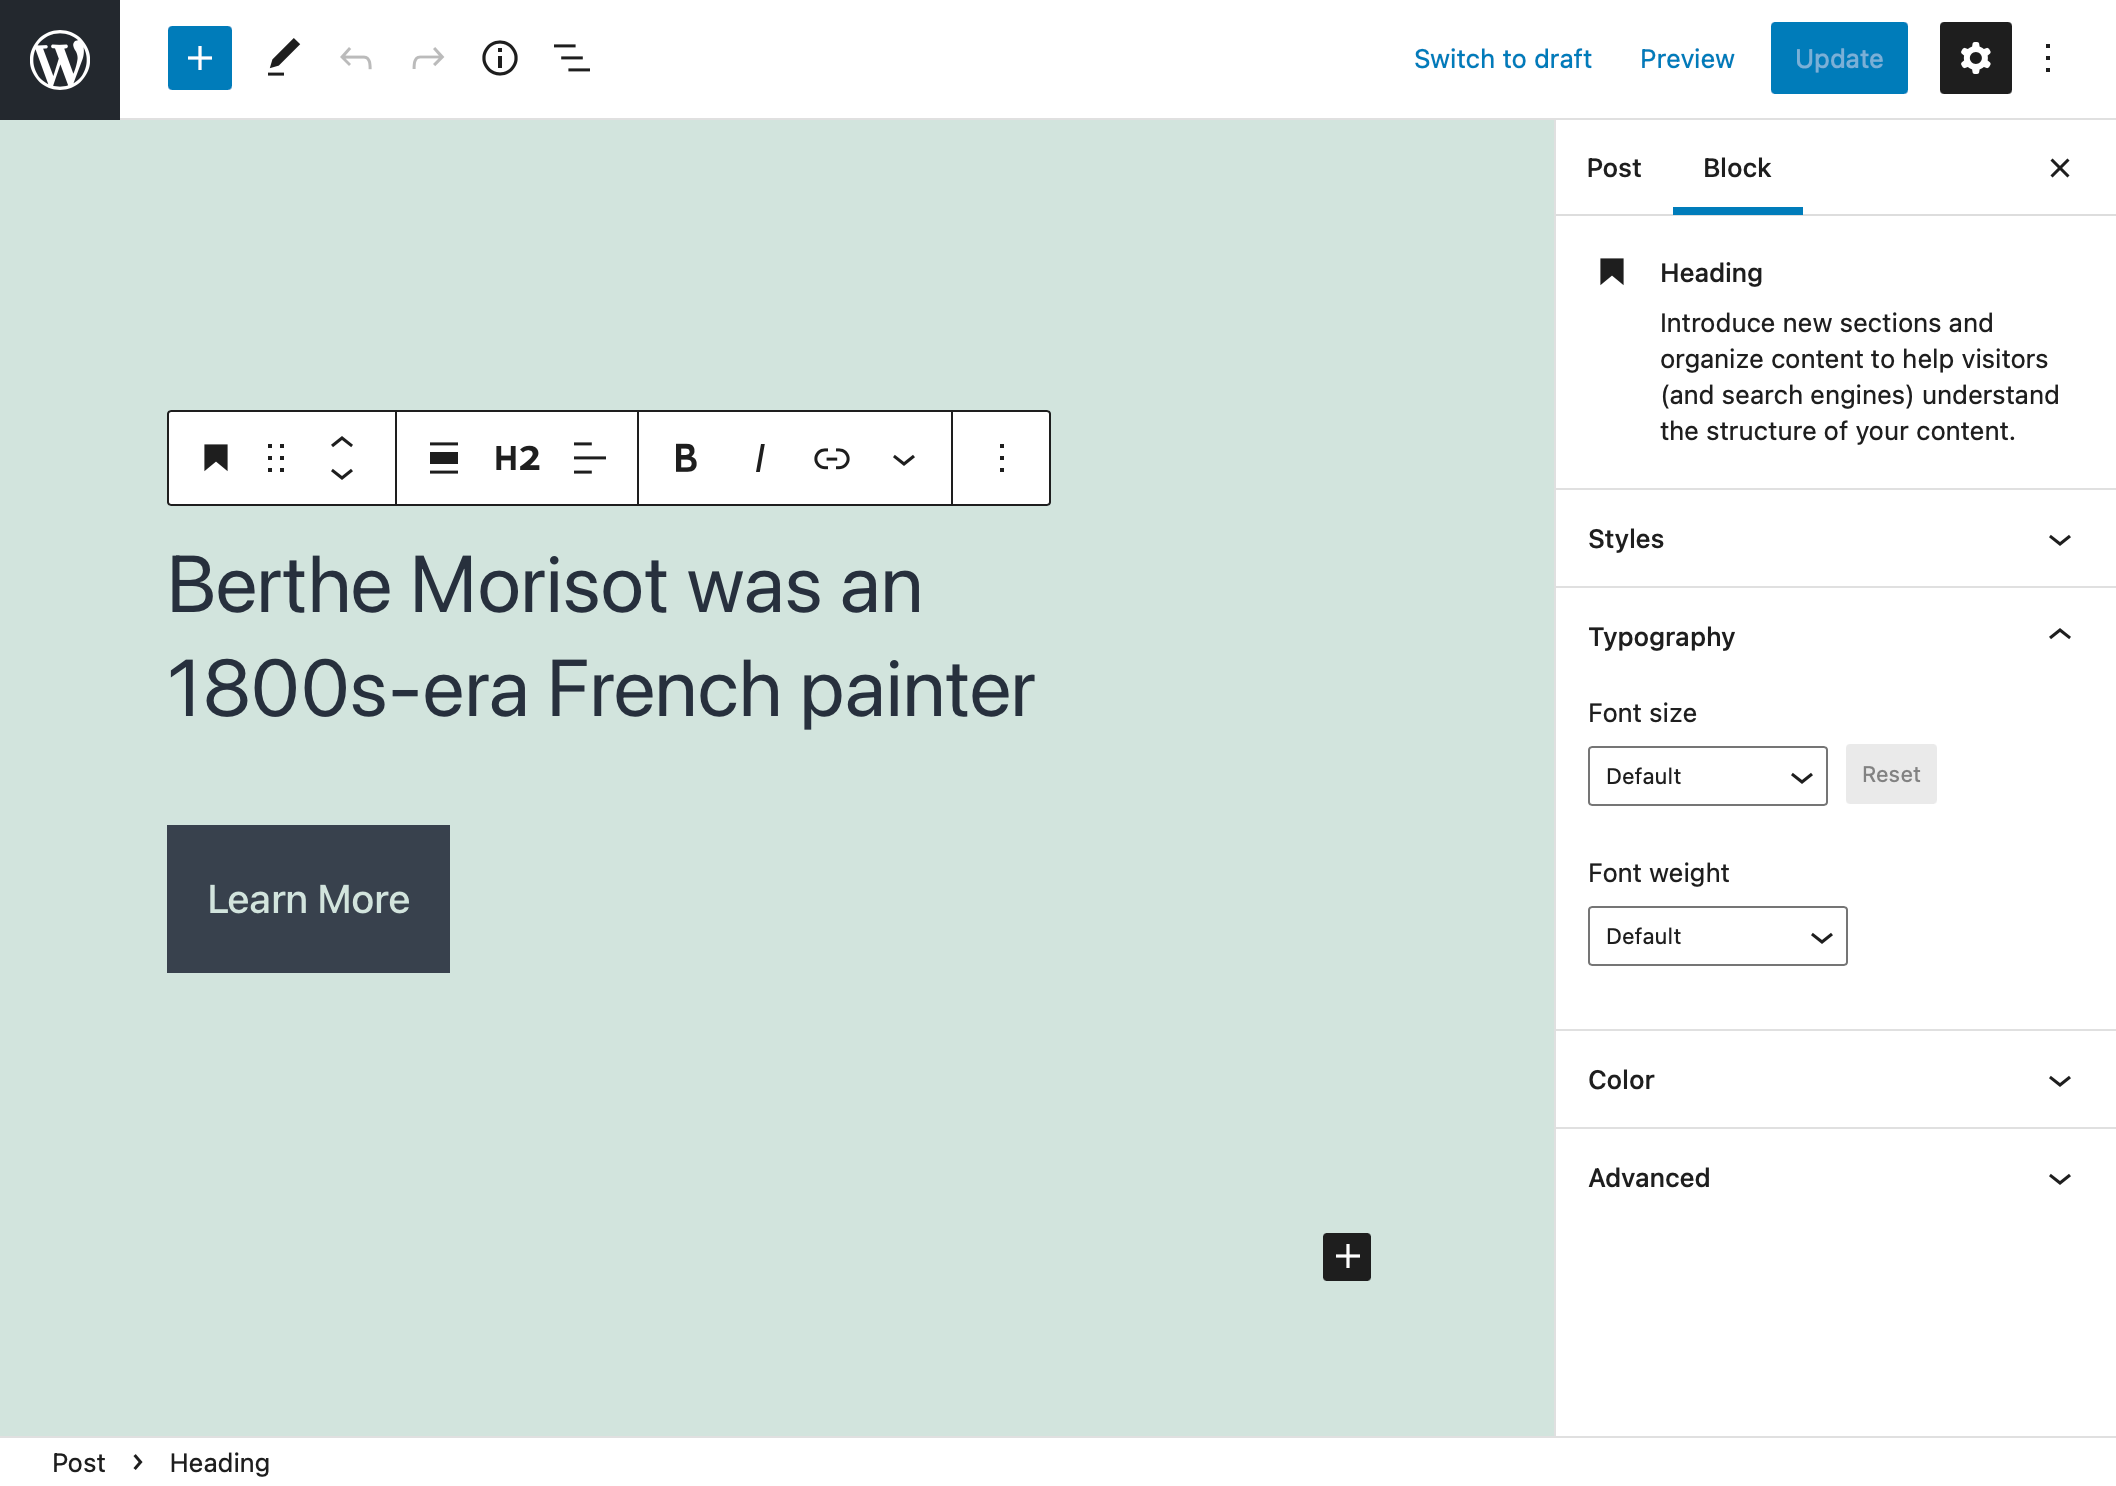 Switch to draft
Preview
Update
Post
Block
Heading
Introduce new sections and
organize content to help visitors
(and search engines) understand
the structure of your content.
Styles
Typography
Font size
Default
Reset
Font weight
Default
Color
Advanced
H2
B
I
Berthe Morisot was an
1800s-era French painter
Learn More
Post
Heading